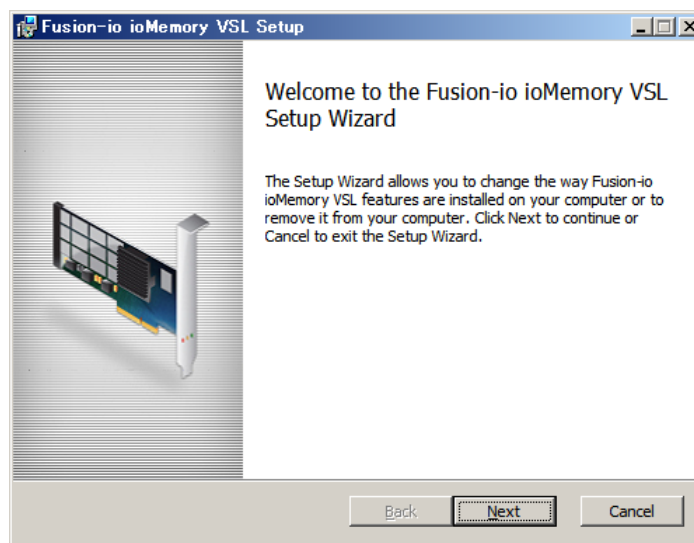 Fusion-io ioMemory VSL Setup
Welcome to the Fusion-io ioMemory VSL
Setup Wizard
The Setup Wizard allows you to change the way Fusion-io
ioMemory VSL features are installed on your computer or to
remove it from your computer. Click Next to continue or
Cancel to exit the Setup Wizard.
Back Next Cancel